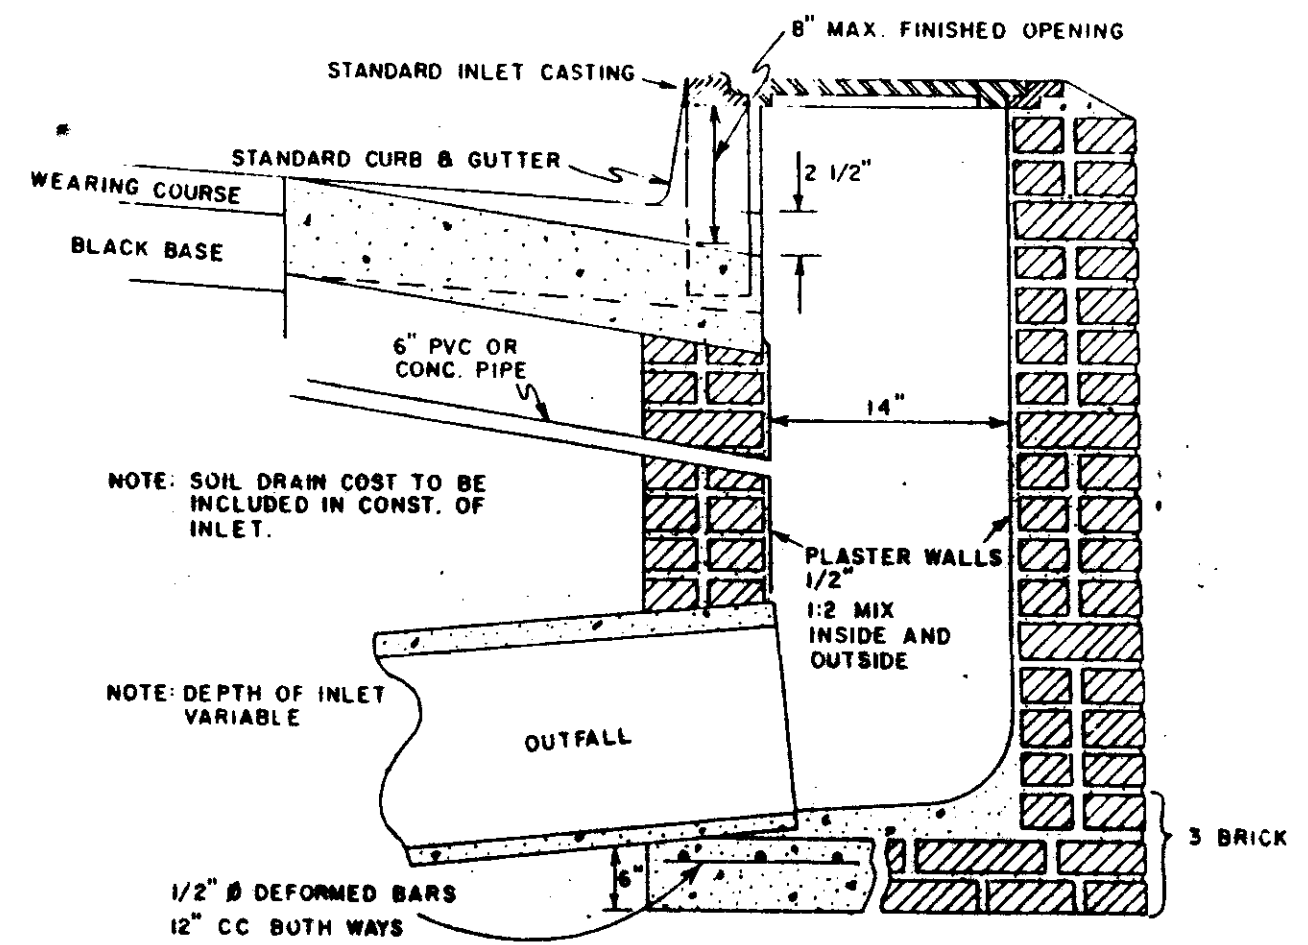 8" MAX. FINISHED OPENING
STANDARD INLET CASTING
STANDARD CURB & GUTTER
2 1/2"
WEARING COURSE
BLACK BASE
6" PVC OR
CONC. PIPE
14"
NOTE: SOIL DRAIN COST TO BE
INCLUDED IN CONST. OF
INLET.
PLASTER WALLS
1/2"
1:2 MIX
INSIDE AND
OUTSIDE
NOTE: DEPTH OF INLET
VARIABLE
OUTFALL
3 BRICK
6"
1/2" Ø DEFORMED BARS
12" CC BOTH WAYS